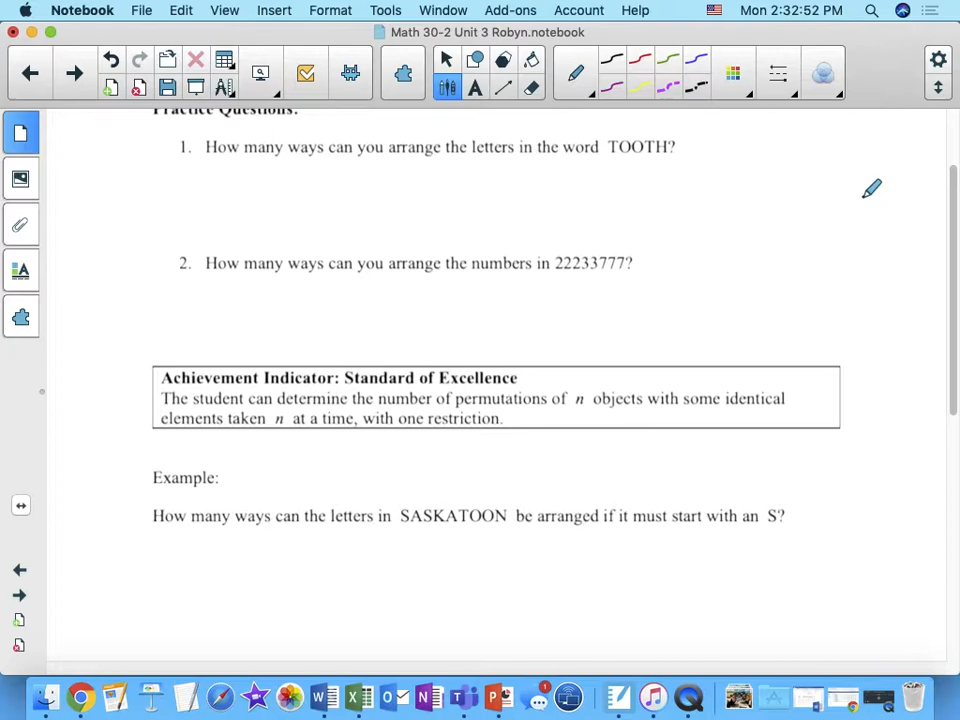 Notebook File Edit View Insert Format Tools Window Add-ons Account Help Mon 2:32:52 PM
Math 30-2 Unit 3 Robyn.notebook
Practice Questions:
1. How many ways can you arrange the letters in the word TOOTH?
2. How many ways can you arrange the numbers in 22233777?
Achievement Indicator: Standard of Excellence
The student can determine the number of permutations of n objects with some identical
elements taken n at a time, with one restriction.
Example:
How many ways can the letters in SASKATOON be arranged if it must start with an S?